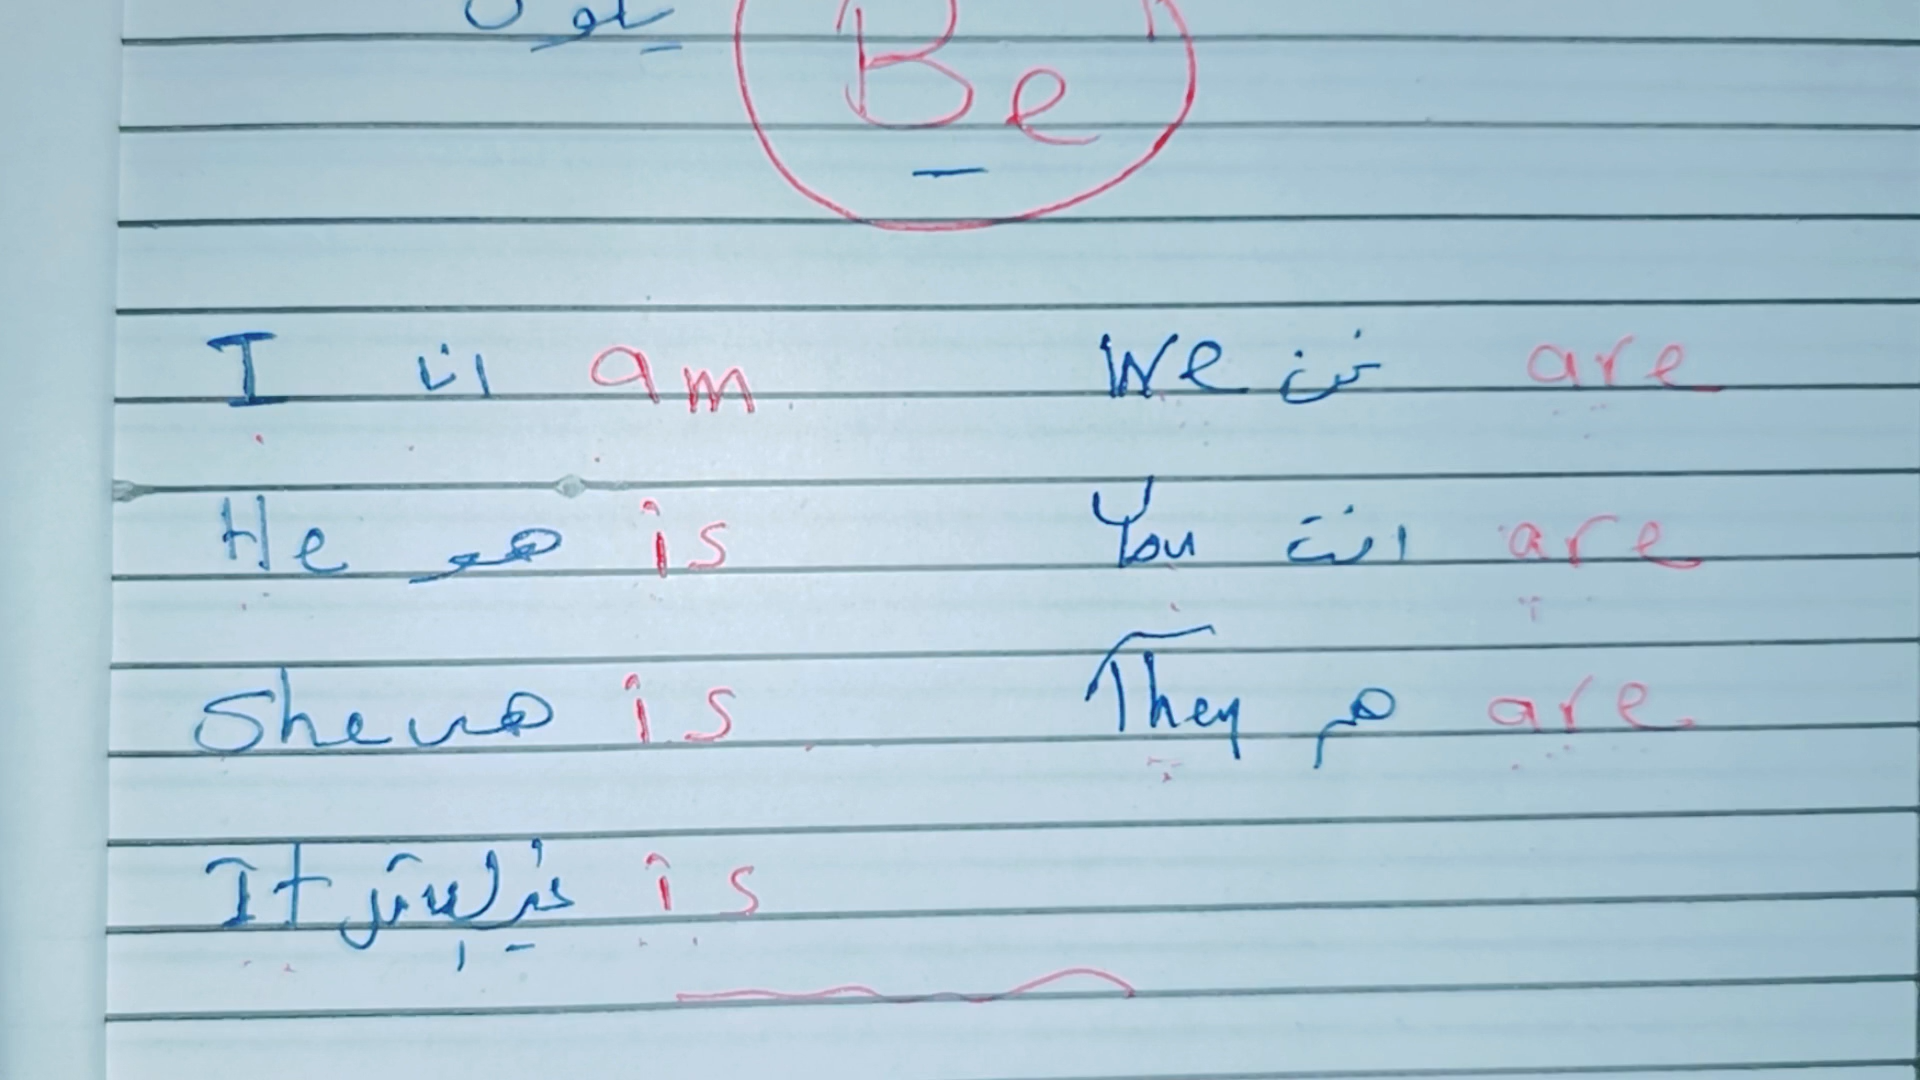 يكون Be
I انا am We نحن are
He هو is You انت are
She هي is They هم are
It لغير العاقل is